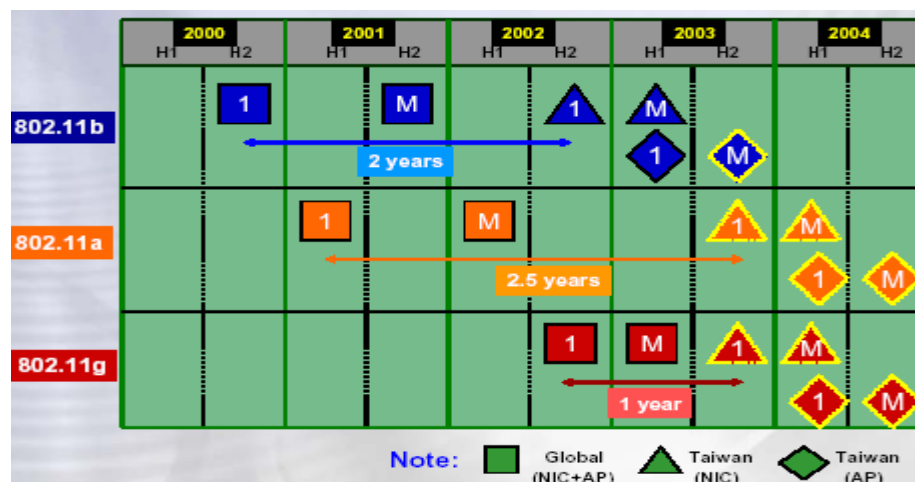 2000 2001 2002 2003 2004
H1 H2 H1 H2 H1 H2 H1 H2 H1 H2
1 M 1 M
802.11b
2 years 1 M
1 M 1 M
802.11a
2.5 years 1 M
1 M 1 M
802.11g
1 year 1 M
Note: Global Taiwan Taiwan
(NIC+AP) (NIC) (AP)